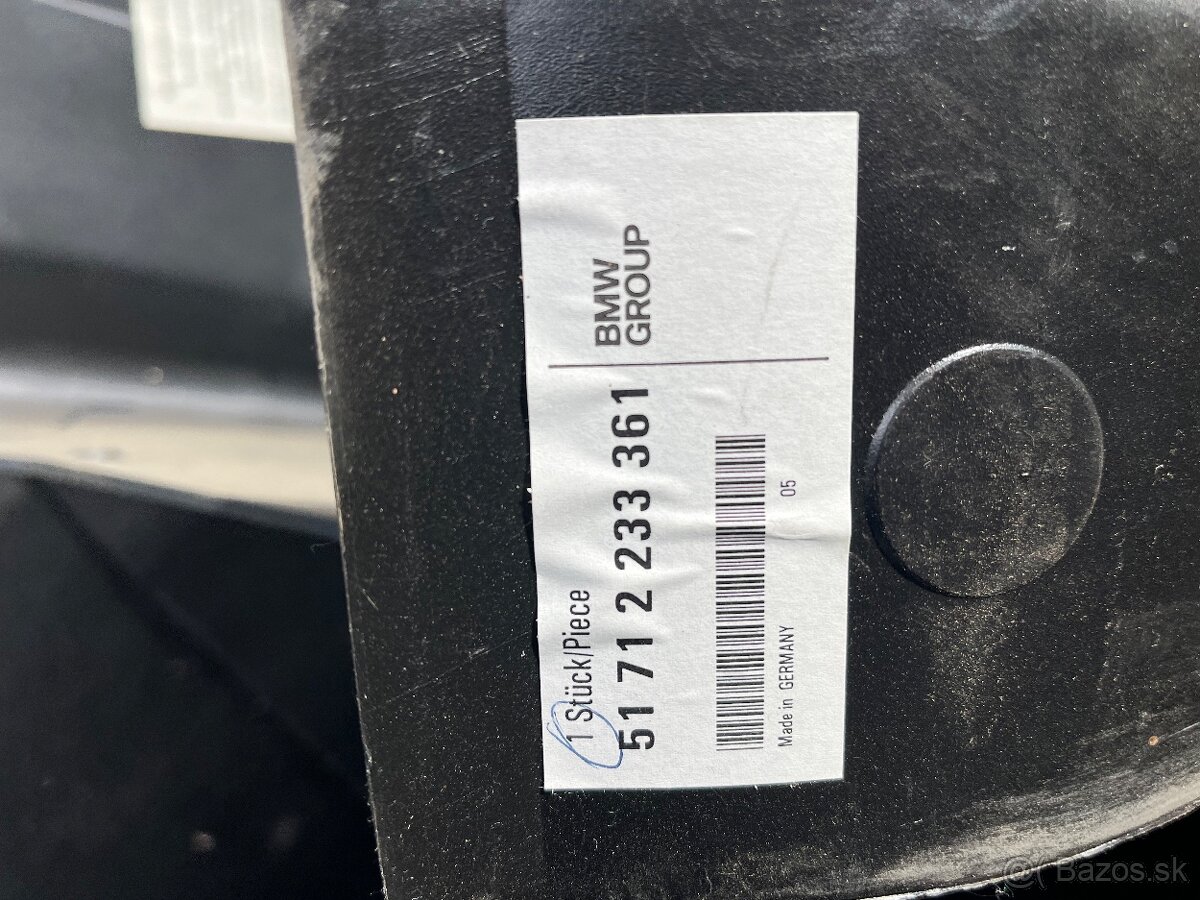 1 Stück/Piece
51 71 2 233 361
BMW
GROUP
05
Made in GERMANY
@ Bazos.sk